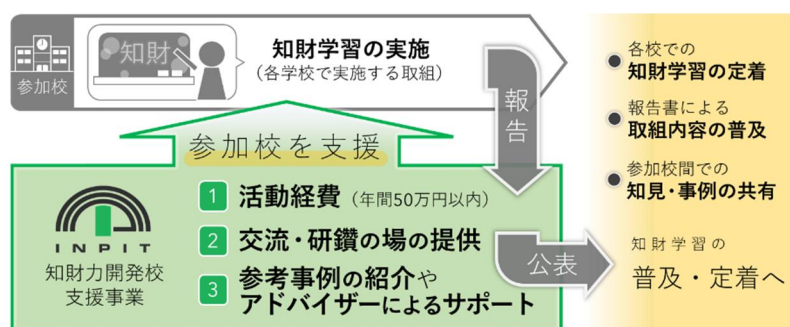 参加校
知財
知財学習の実施
(各学校で実施する取組)
報告
参加校を支援
INPIT
知財力開発校
支援事業
1 活動経費 (年間50万円以内)
2 交流・研鑽の場の提供
3 参考事例の紹介や
アドバイザーによるサポート
公表
各校での
知財学習の定着
報告書による
取組内容の普及
参加校間での
知見・事例の共有
知財学習の
普及・定着へ